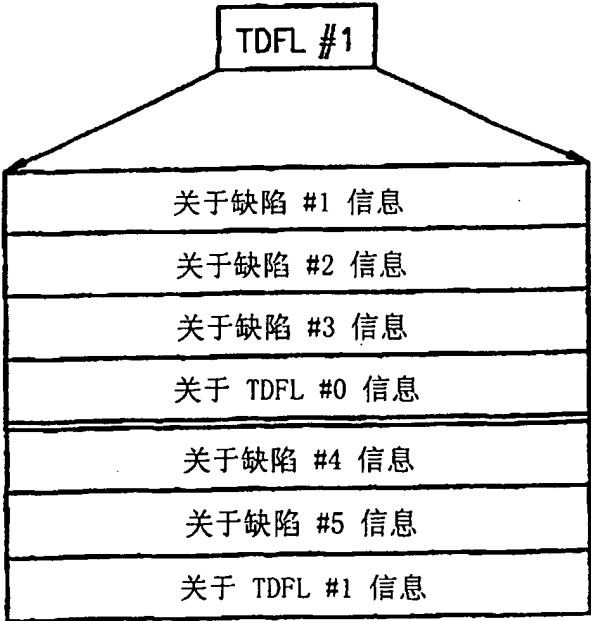 TDFL #1
关于缺陷 #1 信息
关于缺陷 #2 信息
关于缺陷 #3 信息
关于 TDFL #0 信息
关于缺陷 #4 信息
关于缺陷 #5 信息
关于 TDFL #1 信息